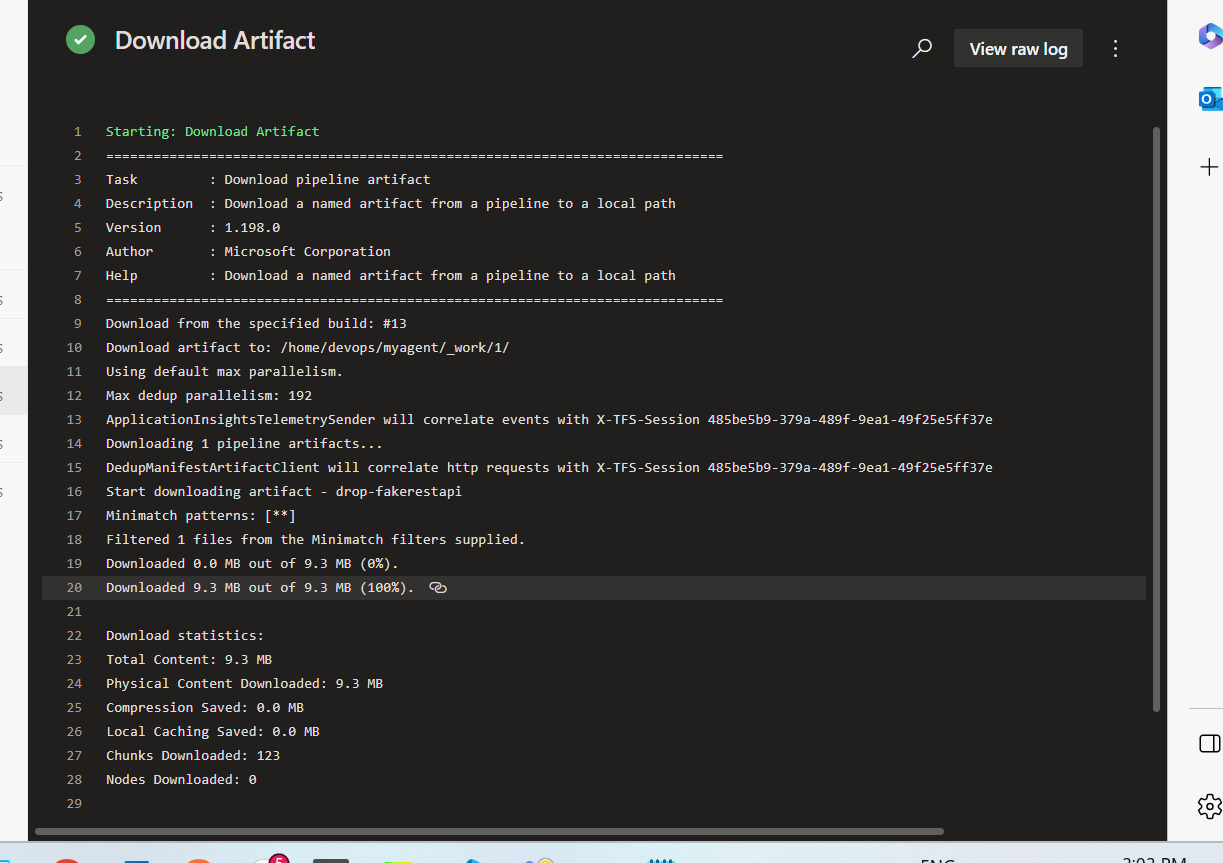 Download Artifact
View raw log
1 Starting: Download Artifact
2 ==============================================================================
3 Task         : Download pipeline artifact
4 Description  : Download a named artifact from a pipeline to a local path
5 Version      : 1.198.0
6 Author       : Microsoft Corporation
7 Help         : Download a named artifact from a pipeline to a local path
8 ==============================================================================
9 Download from the specified build: #13
10 Download artifact to: /home/devops/myagent/_work/1/
11 Using default max parallelism.
12 Max dedup parallelism: 192
13 ApplicationInsightsTelemetrySender will correlate events with X-TFS-Session 485be5b9-379a-489f-9ea1-49f25e5ff37e
14 Downloading 1 pipeline artifacts...
15 DedupManifestArtifactClient will correlate http requests with X-TFS-Session 485be5b9-379a-489f-9ea1-49f25e5ff37e
16 Start downloading artifact - drop-fakerestapi
17 Minimatch patterns: [**]
18 Filtered 1 files from the Minimatch filters supplied.
19 Downloaded 0.0 MB out of 9.3 MB (0%).
20 Downloaded 9.3 MB out of 9.3 MB (100%).
21
22 Download statistics:
23 Total Content: 9.3 MB
24 Physical Content Downloaded: 9.3 MB
25 Compression Saved: 0.0 MB
26 Local Caching Saved: 0.0 MB
27 Chunks Downloaded: 123
28 Nodes Downloaded: 0
29